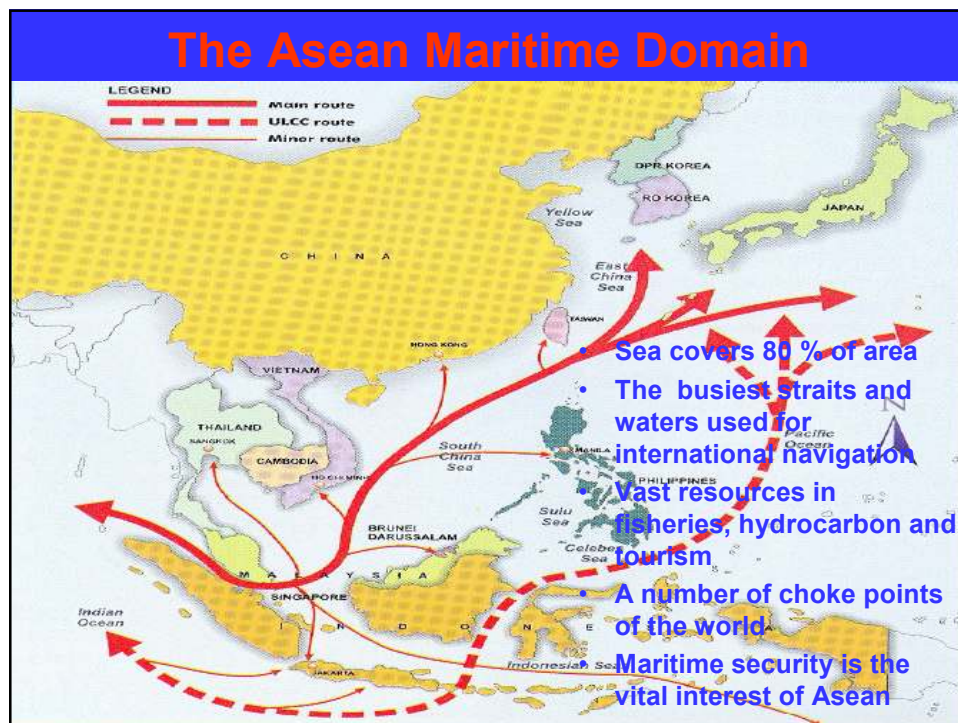 The Asean Maritime Domain
LEGEND
Main route
ULCC route
Minor route
DPR KOREA
RO KOREA
JAPAN
Yellow
Sea
CHINA
East
China
Sea
TAIWAN
HONG KONG
VIETNAM
THAILAND
BANGKOK
CAMBODIA
HO CHI MINH
South
China
Sea
MANILA
PHILIPPINES
Pacific
Ocean
N
Sulu
Sea
Celebes
Sea
BRUNEI
DARUSSALAM
MALAYSIA
SINGAPORE
Indian
Ocean
INDONE
A
Indonesian Sea
JAKARTA
• Sea covers 80 % of area
• The busiest straits and
waters used for
international navigation
• Vast resources in
fisheries, hydrocarbon and
tourism
• A number of choke points
of the world
• Maritime security is the
vital interest of Asean